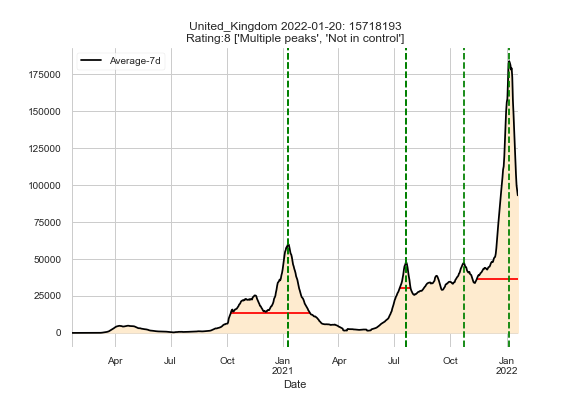 United_Kingdom 2022-01-20: 15718193
Rating:8 ['Multiple peaks', 'Not in control']
Average-7d
175000
150000
125000
100000
75000
50000
25000
0
Apr Jul Oct Jan Apr Jul Oct Jan
2021 2022
Date